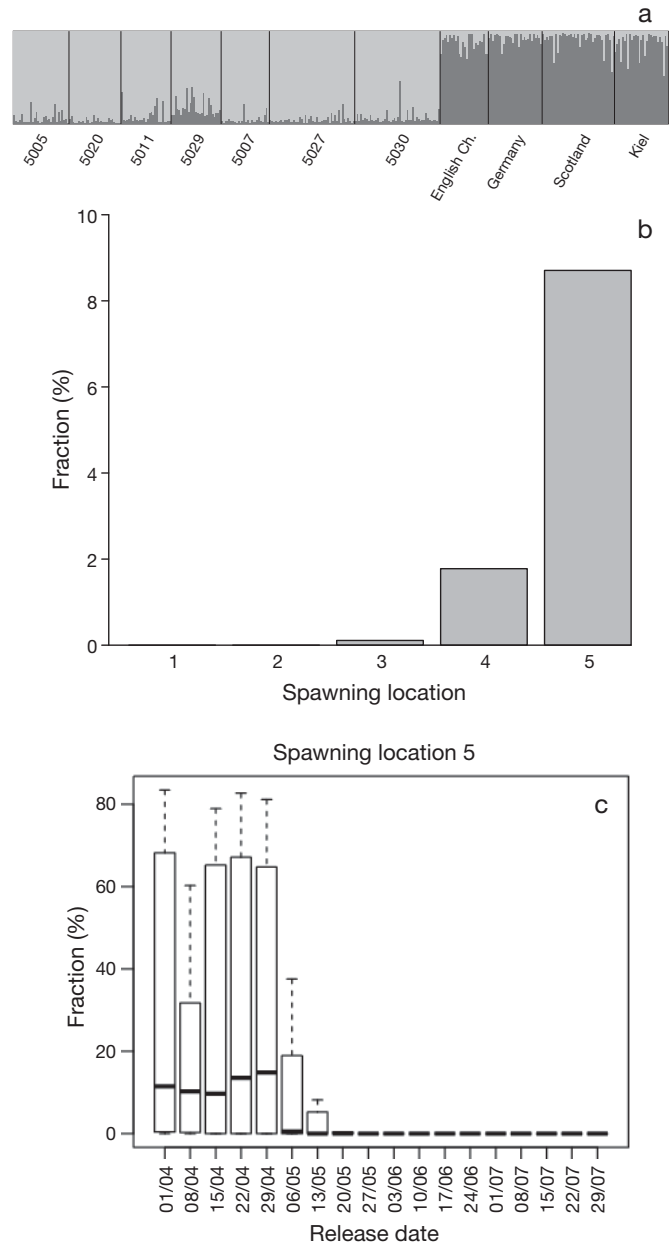 a
5005 5020 5011 5029 5007 5027 5030 English Ch. Germany Scotland Kiel
b
10
8
6
4
2
0
Fraction (%)
1 2 3 4 5
Spawning location
Spawning location 5
c
80
60
40
20
0
Fraction (%)
01/04 08/04 15/04 22/04 29/04 06/05 13/05 20/05 27/05 03/06 10/06 17/06 24/06 01/07 08/07 15/07 22/07 29/07
Release date